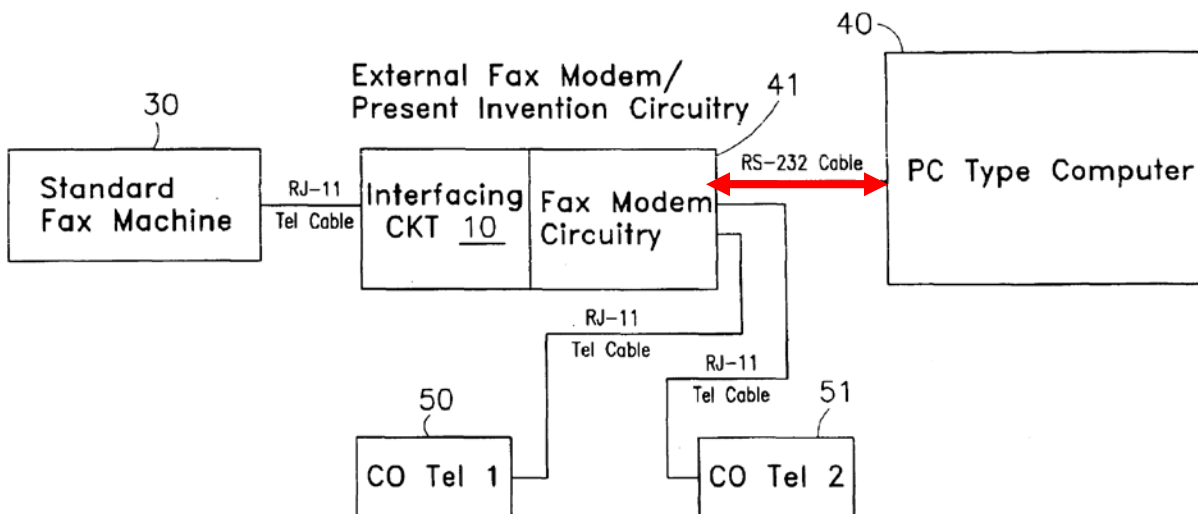 40
External Fax Modem/
Present Invention Circuitry
41
30
Standard
Fax Machine
RJ-11
Tel Cable
Interfacing
CKT 10
Fax Modem
Circuitry
RS-232 Cable
PC Type Computer
RJ-11
Tel Cable
RJ-11
Tel Cable
50
CO Tel 1
51
CO Tel 2